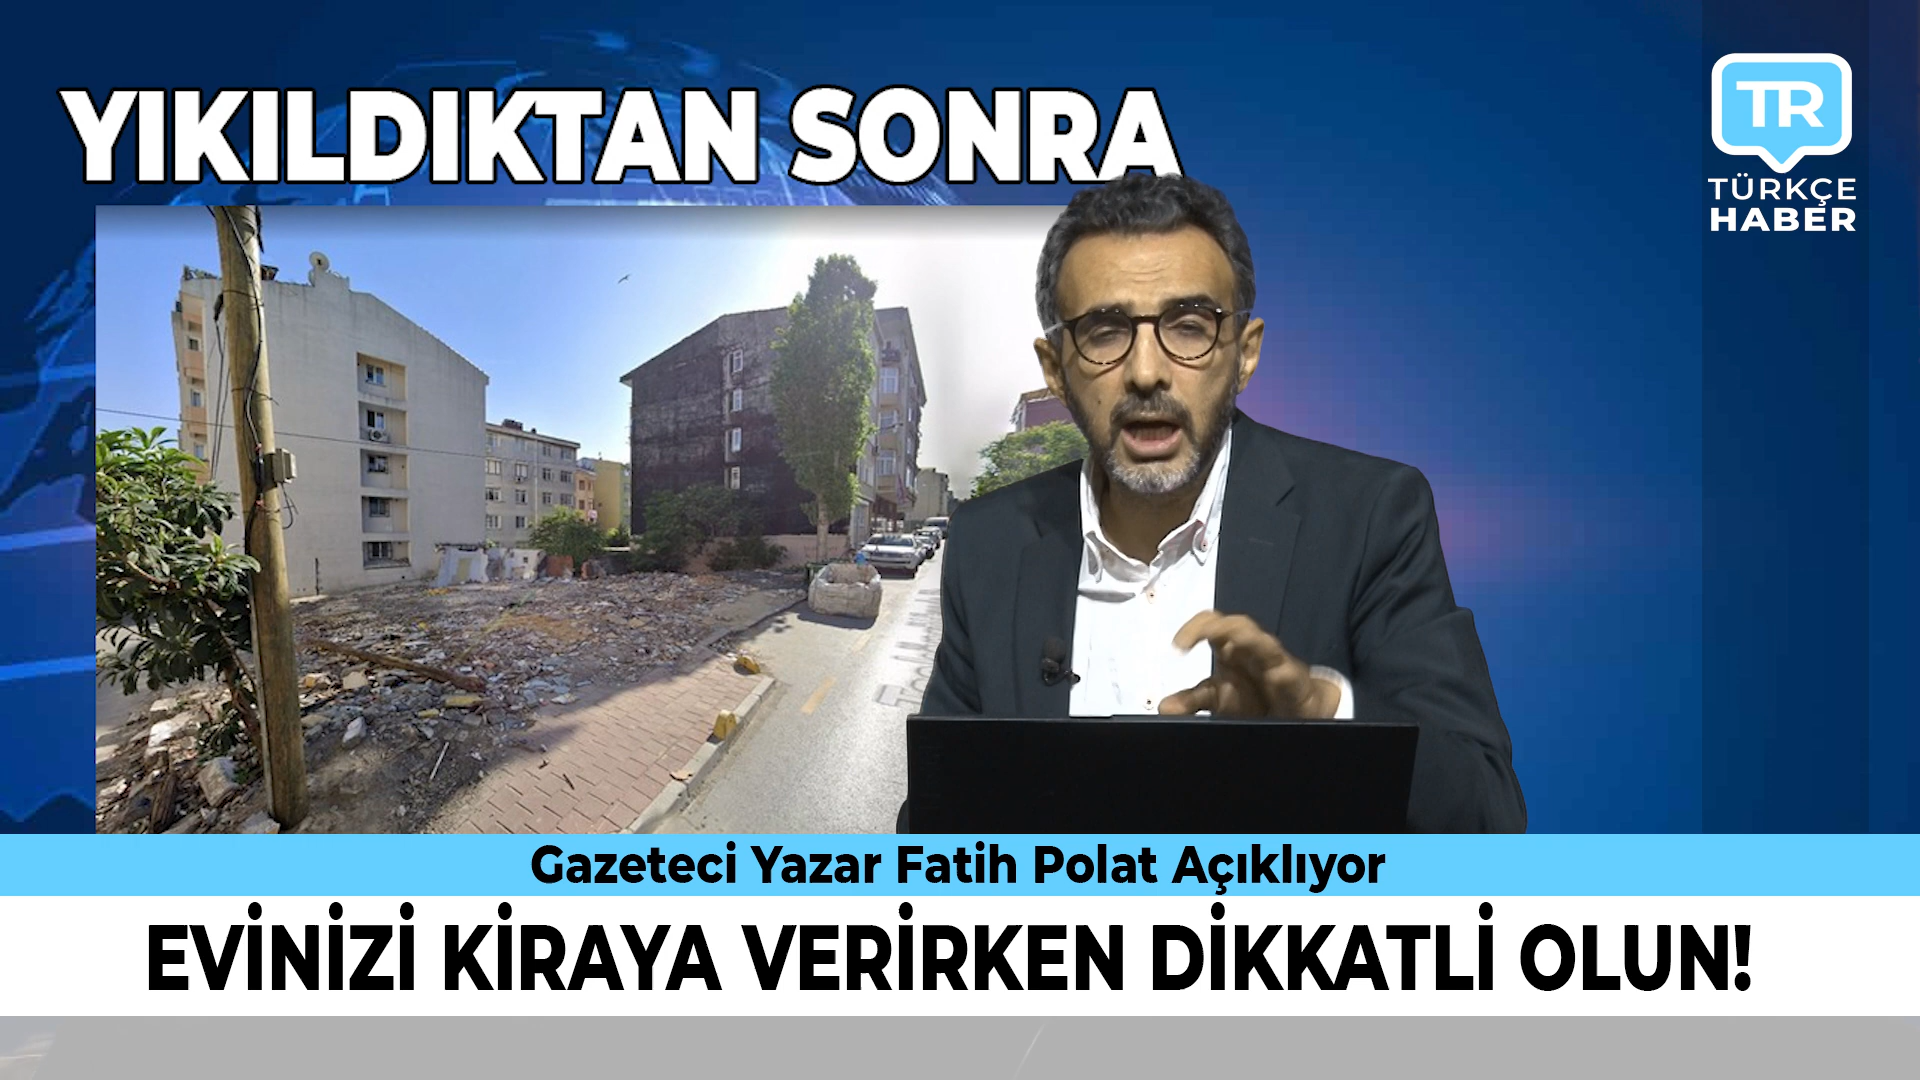 YIKILDIKTAN SONRA
TR
TÜRKÇE
HABER
Gazeteci Yazar Fatih Polat Açıklıyor
EVİNİZİ KİRAYA VERİRKEN DİKKATLİ OLUN!